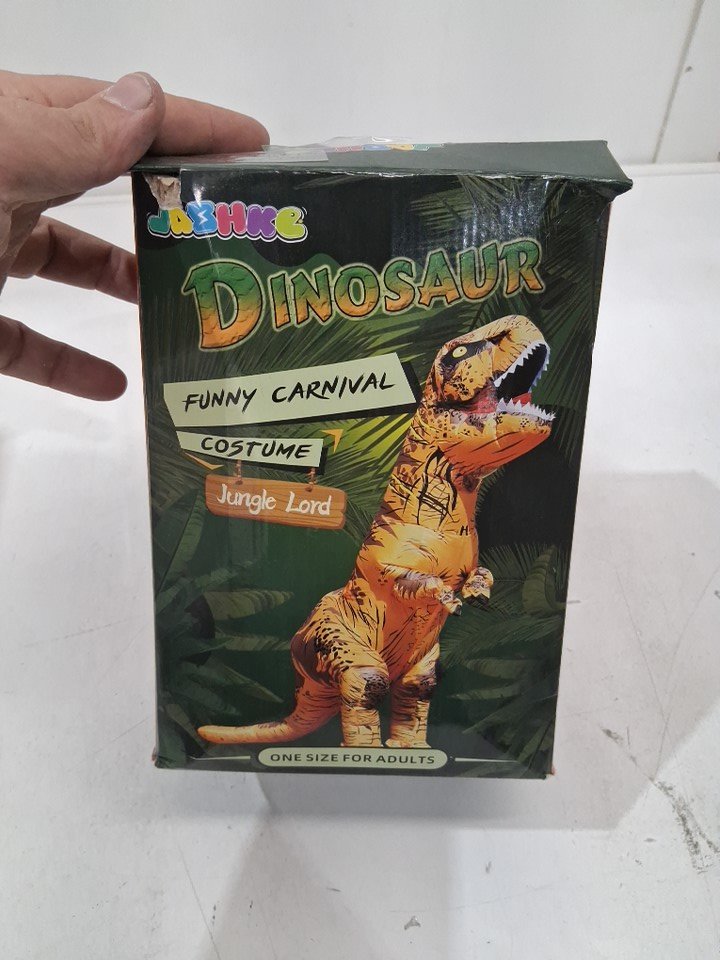 JASHKE
DINOSAUR
FUNNY CARNIVAL
COSTUME
Jungle Lord
ONE SIZE FOR ADULTS